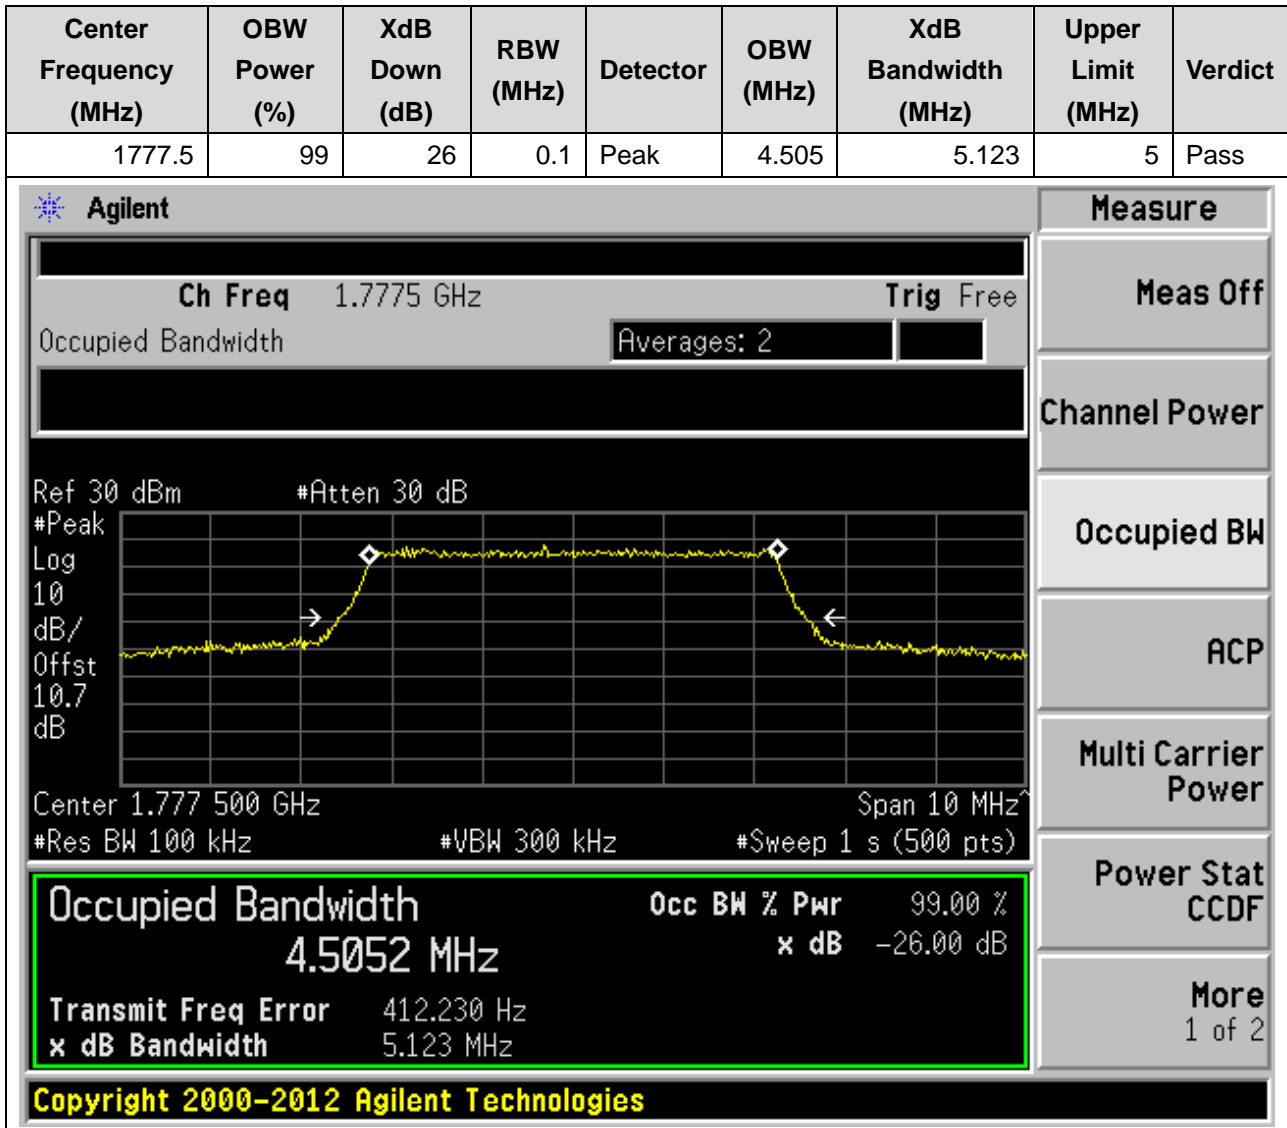 Center Frequency (MHz) OBW Power (%) XdB Down (dB) RBW (MHz) Detector OBW (MHz) XdB Bandwidth (MHz) Upper Limit (MHz) Verdict
1777.5 99 26 0.1 Peak 4.505 5.123 5 Pass
Agilent
Measure
Ch Freq 1.7775 GHz Trig Free
Meas Off
Occupied Bandwidth Averages: 2
Channel Power
Ref 30 dBm #Atten 30 dB
#Peak
Log
10
dB/
Offst
10.7
dB
Occupied BW
ACP
Multi Carrier
Power
Center 1.777 500 GHz Span 10 MHz^
#Res BW 100 kHz #VBW 300 kHz #Sweep 1 s (500 pts)
Occupied Bandwidth Occ BW % Pwr 99.00 %
4.5052 MHz x dB -26.00 dB
Power Stat
CCDF
Transmit Freq Error 412.230 Hz
x dB Bandwidth 5.123 MHz
More
1 of 2
Copyright 2000-2012 Agilent Technologies